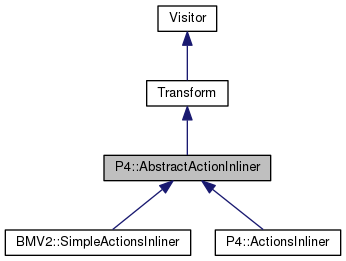 Visitor
Transform
P4::AbstractActionInliner
BMV2::SimpleActionsInliner
P4::ActionsInliner